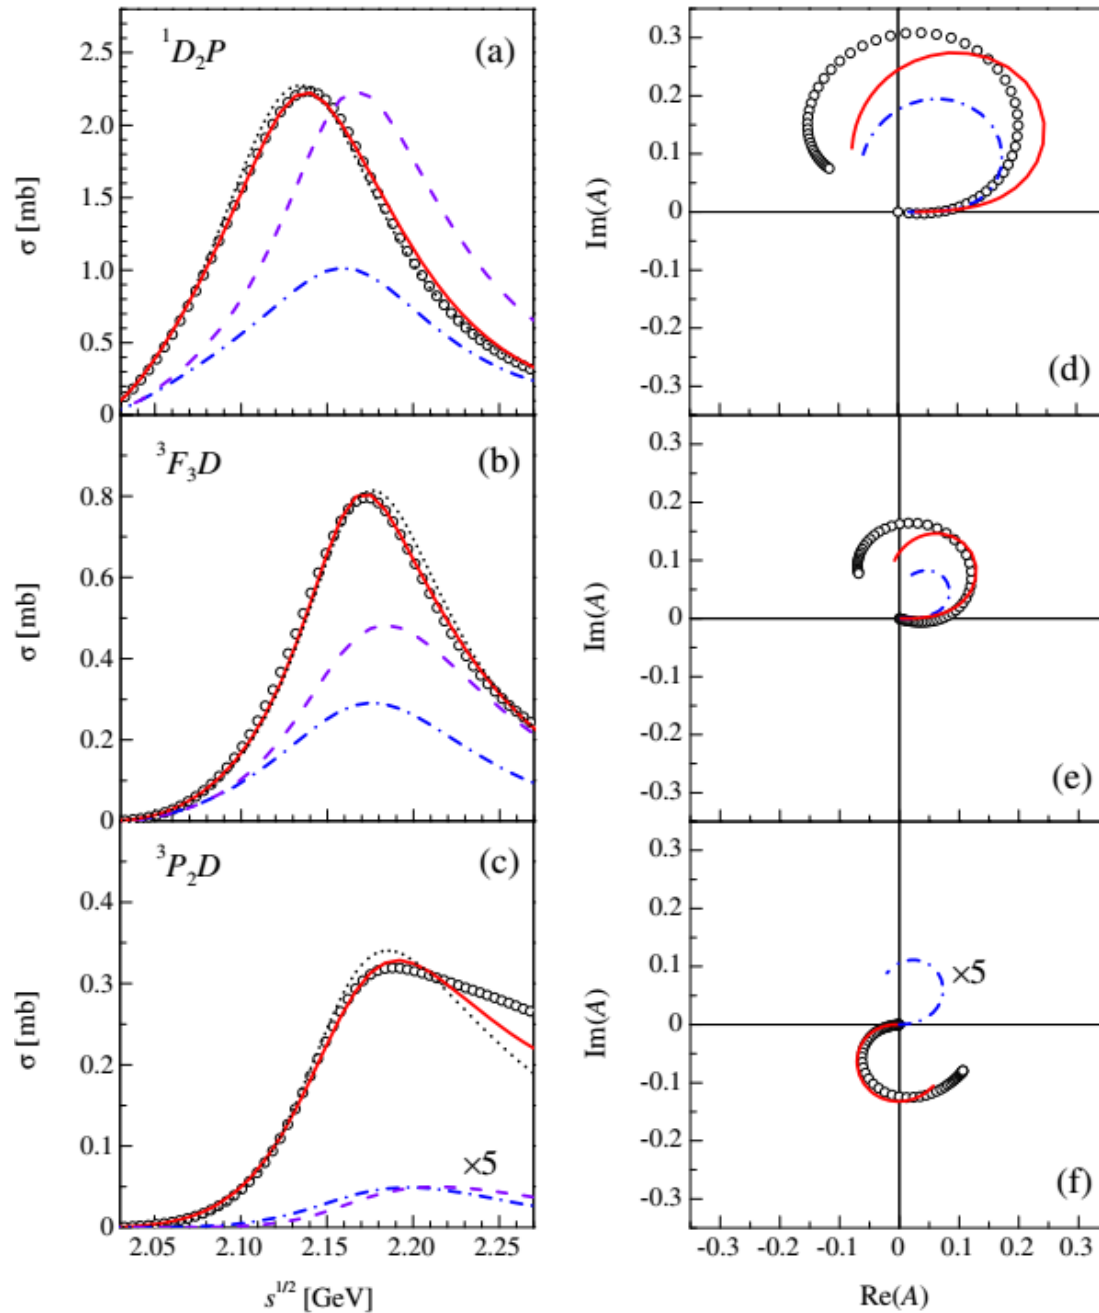 ¹D₂P
(a)
2.5
2.0
1.5
1.0
0.5
0
σ [mb]
³F₃D
(b)
0.8
0.6
0.4
0.2
0
σ [mb]
³P₂D
(c)
0.4
0.3
0.2
0.1
0
×5
σ [mb]
2.05 2.10 2.15 2.20 2.25
s^{1/2} [GeV]
0.3
0.2
0.1
0
-0.1
-0.2
-0.3
Im(A)
(d)
0.3
0.2
0.1
0
-0.1
-0.2
-0.3
Im(A)
(e)
0.3
0.2
0.1
0
-0.1
-0.2
-0.3
Im(A)
×5
(f)
-0.3 -0.2 -0.1 0 0.1 0.2 0.3
Re(A)